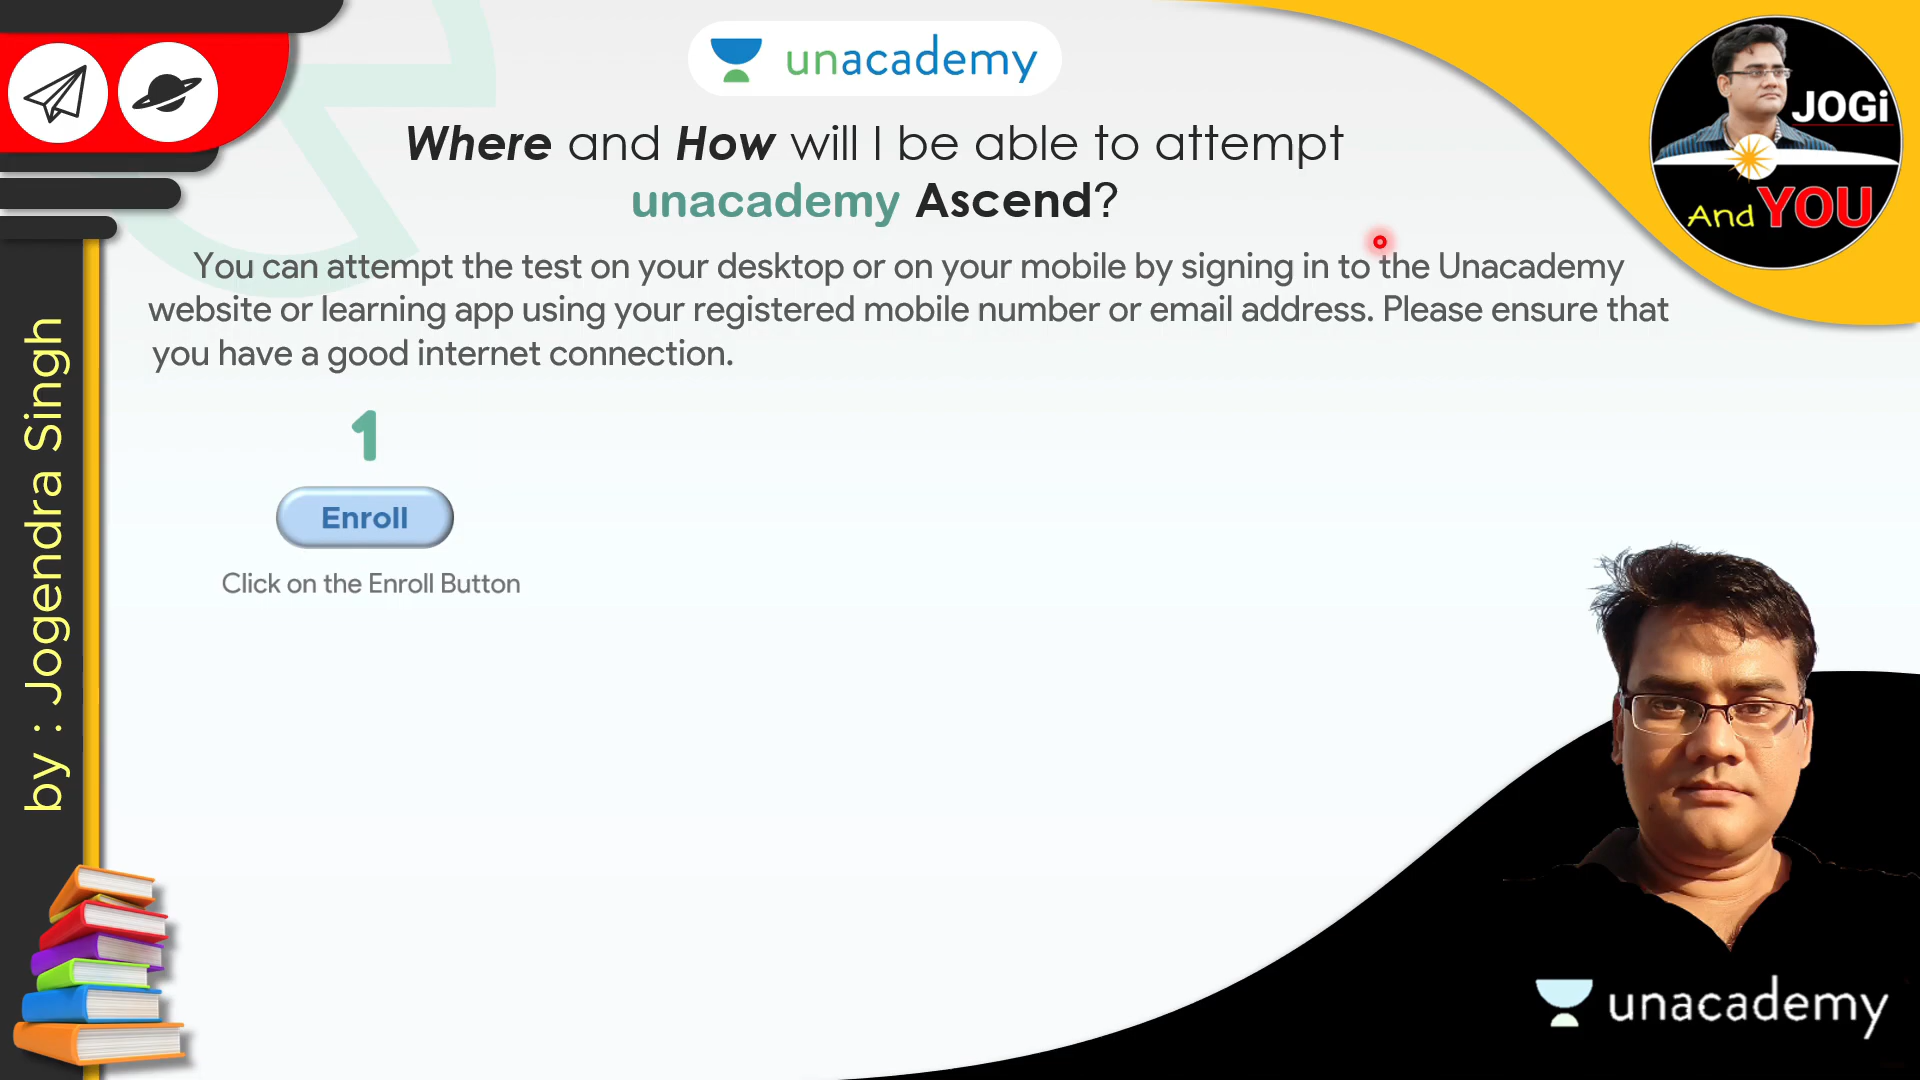 unacademy
Where and How will I be able to attempt
unacademy Ascend?
You can attempt the test on your desktop or on your mobile by signing in to the Unacademy
website or learning app using your registered mobile number or email address. Please ensure that
you have a good internet connection.
1
Enroll
Click on the Enroll Button
by : Jogendra Singh
JOGi
And YOU
unacademy